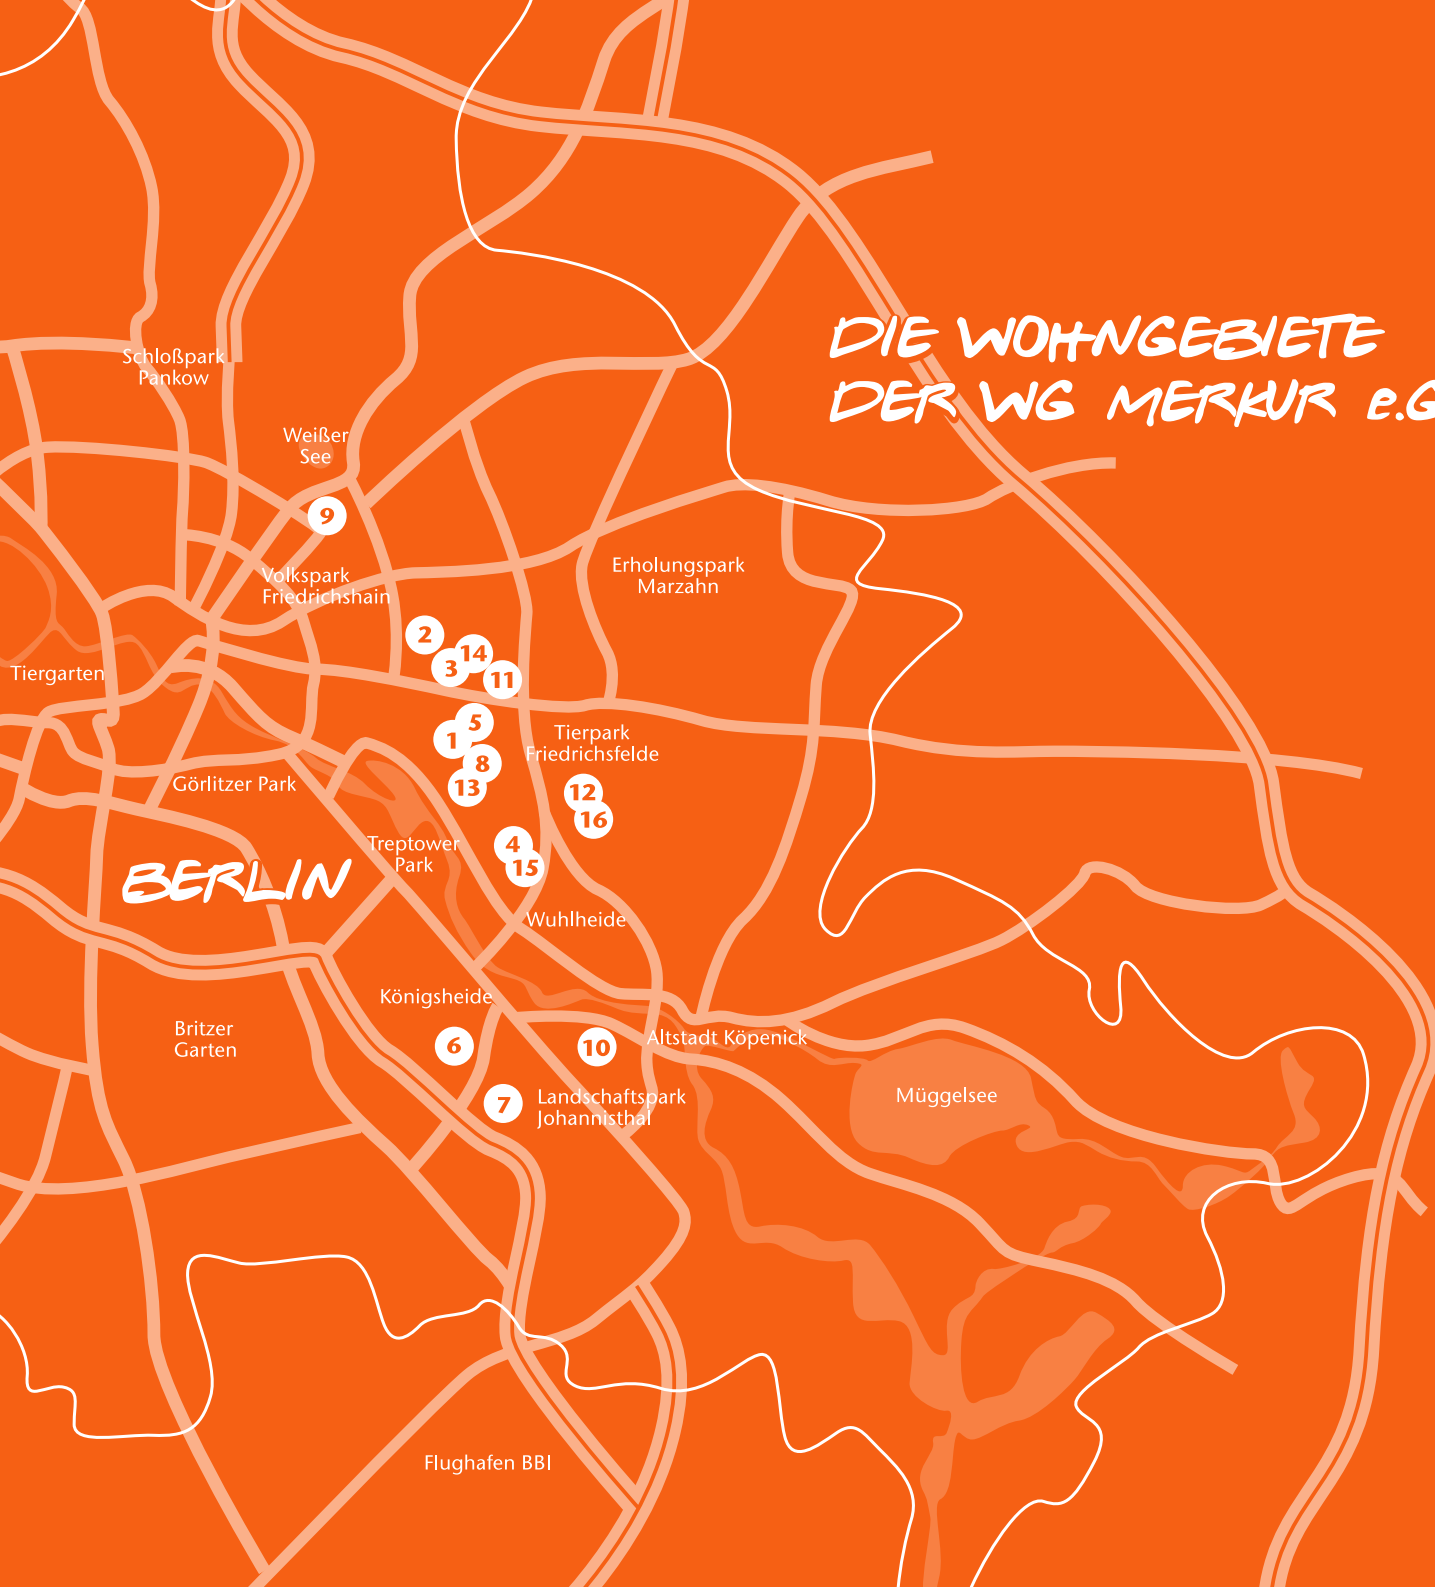 DIE WOHNGEBIETE
DER WG MERKUR e.G
Schloßpark
Pankow
Weißer
See
9
Volkspark
Friedrichshain
Erholungspark
Marzahn
2
14
3
11
Tiergarten
5
1
8
13
Tierpark
Friedrichsfelde
12
16
Görlitzer Park
Treptower
Park
4
15
BERLIN
Wuhlheide
Königsheide
Britzer
Garten
6
10
Altstadt Köpenick
7
Landschaftspark
Johannisthal
Müggelsee
Flughafen BBI